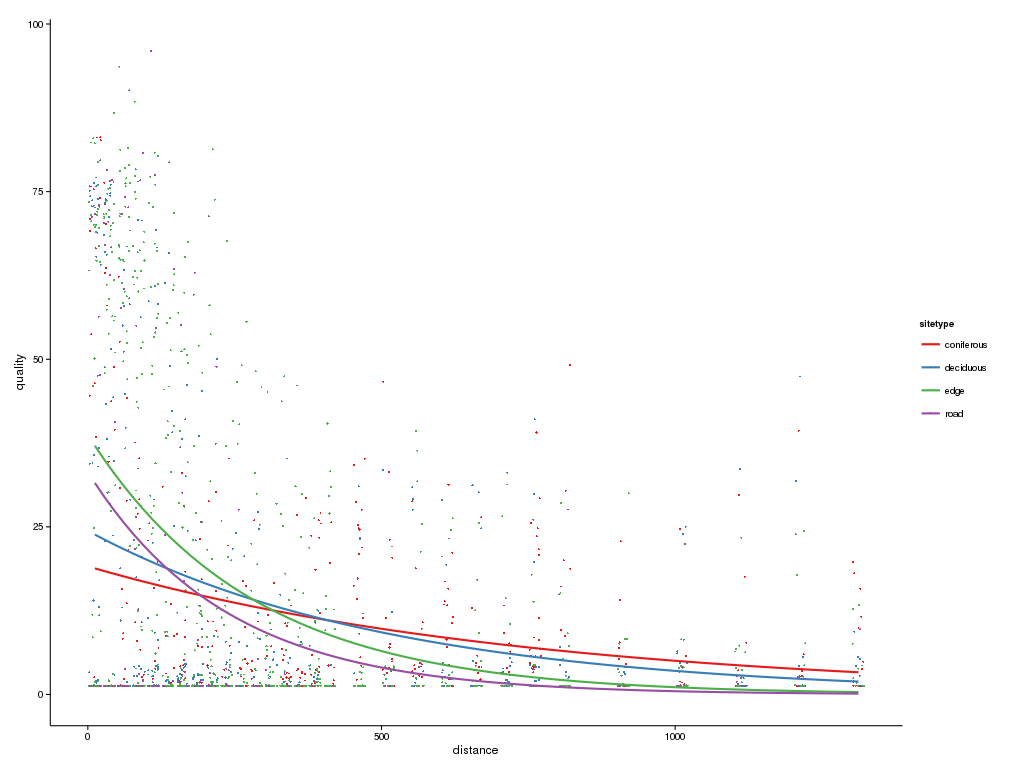 100
75
50
25
0
quality
0
500
1000
distance
sitetype
coniferous
deciduous
edge
road